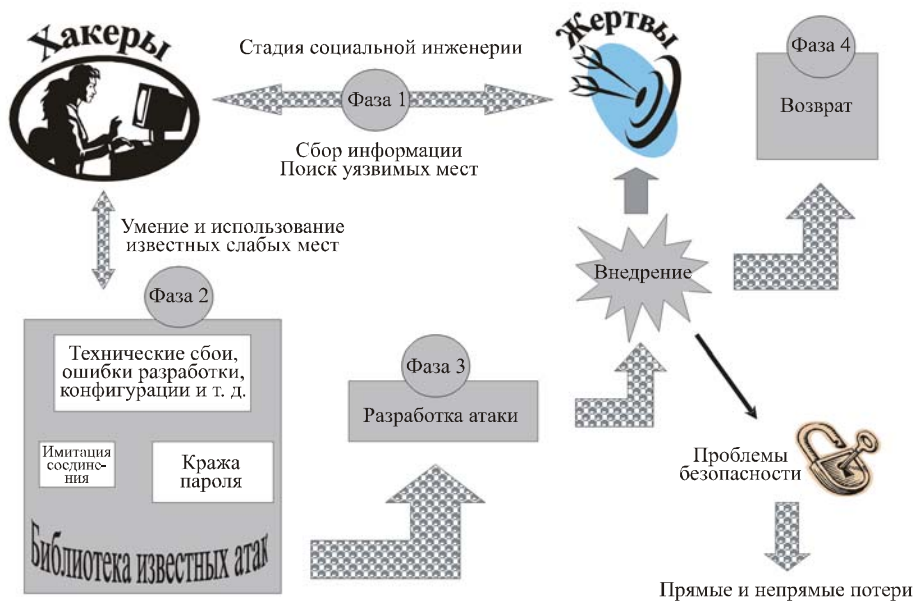 Хакеры
Стадия социальной инженерии
Фаза 1
Сбор информации
Поиск уязвимых мест
Жертвы
Фаза 4
Возврат
Умение и использование
известных слабых мест
Фаза 2
Технические сбои,
ошибки разработки,
конфигурации и т. д.
Имитация
соедине-
ния
Кража
пароля
Библиотека известных атак
Фаза 3
Разработка атаки
Внедрение
Проблемы
безопасности
Прямые и непрямые потери